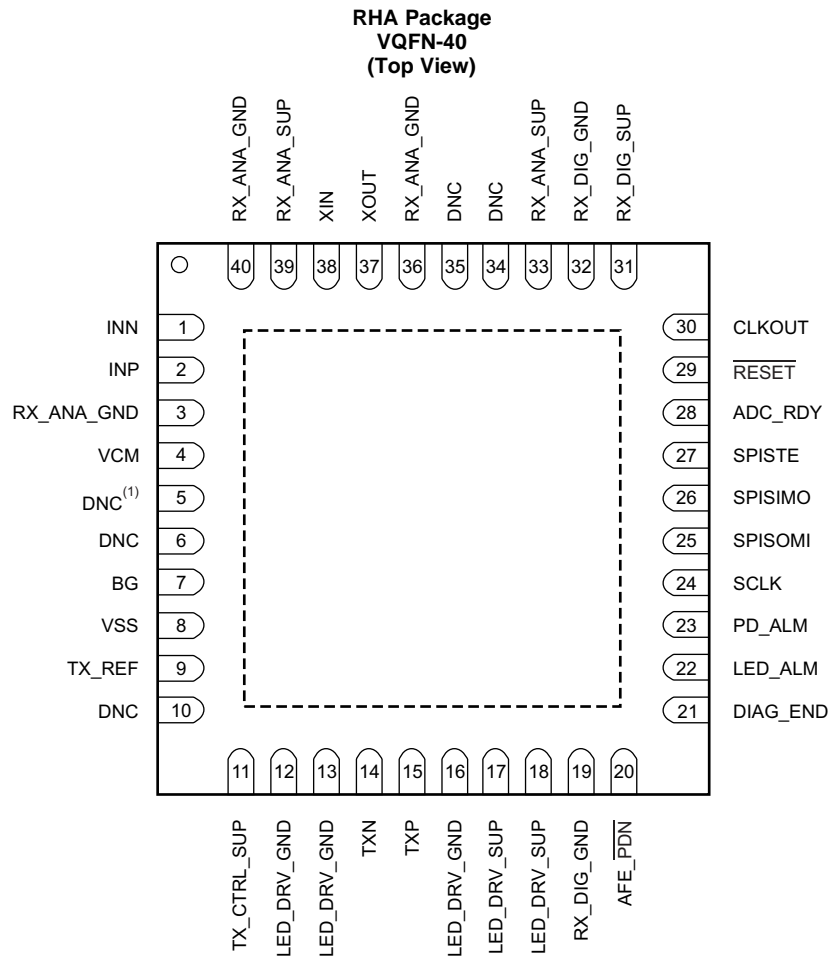 RHA Package
VQFN-40
(Top View)
RX_ANA_GND
RX_ANA_SUP
XIN
XOUT
RX_ANA_GND
DNC
DNC
RX_ANA_SUP
RX_DIG_GND
RX_DIG_SUP
40 39 38 37 36 35 34 33 32 31
INN 1
INP 2
RX_ANA_GND 3
VCM 4
DNC(1) 5
DNC 6
BG 7
VSS 8
TX_REF 9
DNC 10
30 CLKOUT
29 RESET
28 ADC_RDY
27 SPISTE
26 SPISIMO
25 SPISOMI
24 SCLK
23 PD_ALM
22 LED_ALM
21 DIAG_END
11 12 13 14 15 16 17 18 19 20
TX_CTRL_SUP
LED_DRV_GND
LED_DRV_GND
TXN
TXP
LED_DRV_GND
LED_DRV_SUP
LED_DRV_SUP
RX_DIG_GND
AFE_PDN